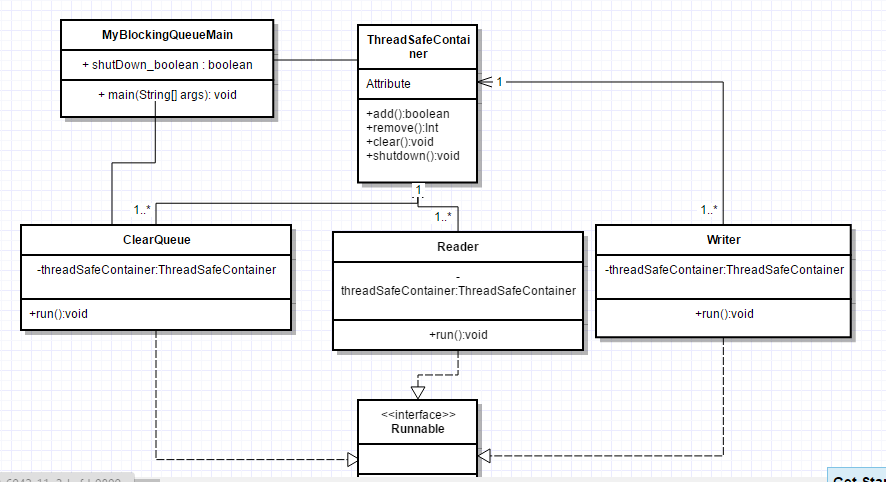 MyBlockingQueueMain
+ shutDown_boolean : boolean
+ main(String[] args): void
ThreadSafeContai
ner
Attribute
+add():boolean
+remove():Int
+clear():void
+shutdown():void
1
1
1..*
1..*
1..*
ClearQueue
-threadSafeContainer:ThreadSafeContainer
+run():void
Reader
-
threadSafeContainer:ThreadSafeContainer
+run():void
Writer
-threadSafeContainer:ThreadSafeContainer
+run():void
<<interface>>
Runnable